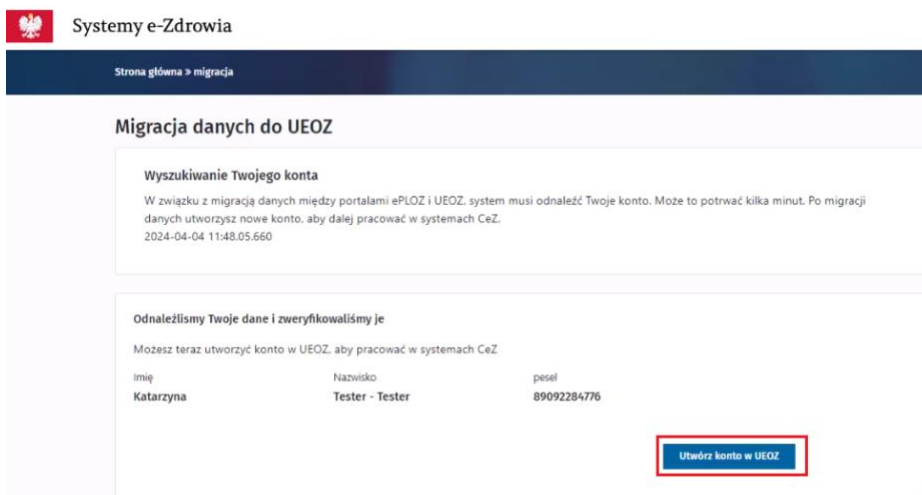 Systemy e-Zdrowia
Strona główna » migracja
Migracja danych do UEOZ
Wyszukiwanie Twojego konta
W związku z migracją danych między portalami ePLOZ i UEOZ, system musi odnaleźć Twoje konto. Może to potrwać kilka minut. Po migracji
danych utworzysz nowe konto, aby dalej pracować w systemach CeZ.
2024-04-04 11:48.05.660
Odnaleźlismy Twoje dane i zweryfikowaliśmy je
Możesz teraz utworzyć konto w UEOZ, aby pracować w systemach CeZ
Imię Nazwisko pesel
Katarzyna Tester - Tester 89092284776
Utwórz konto w UEOZ